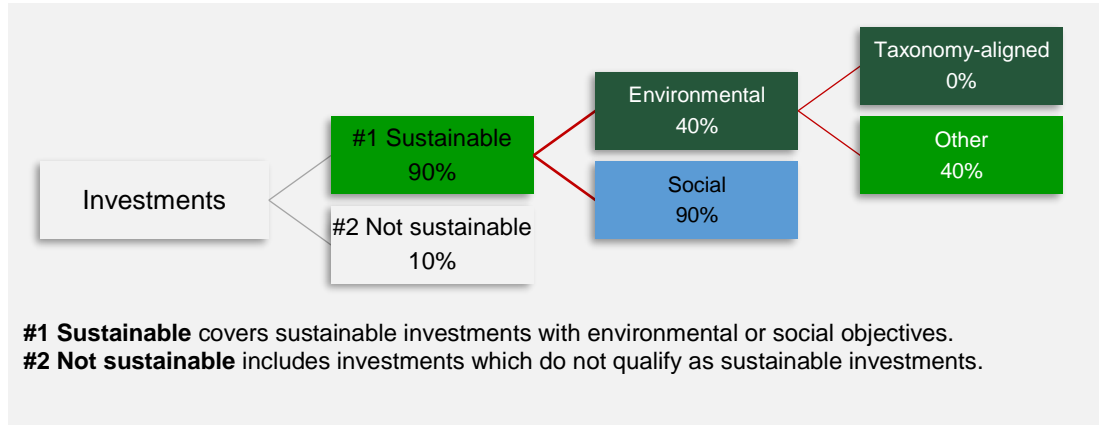 Taxonomy-aligned
0%
Environmental
40%
#1 Sustainable
90%
Other
40%
Investments
Social
90%
#2 Not sustainable
10%
#1 Sustainable covers sustainable investments with environmental or social objectives.
#2 Not sustainable includes investments which do not qualify as sustainable investments.